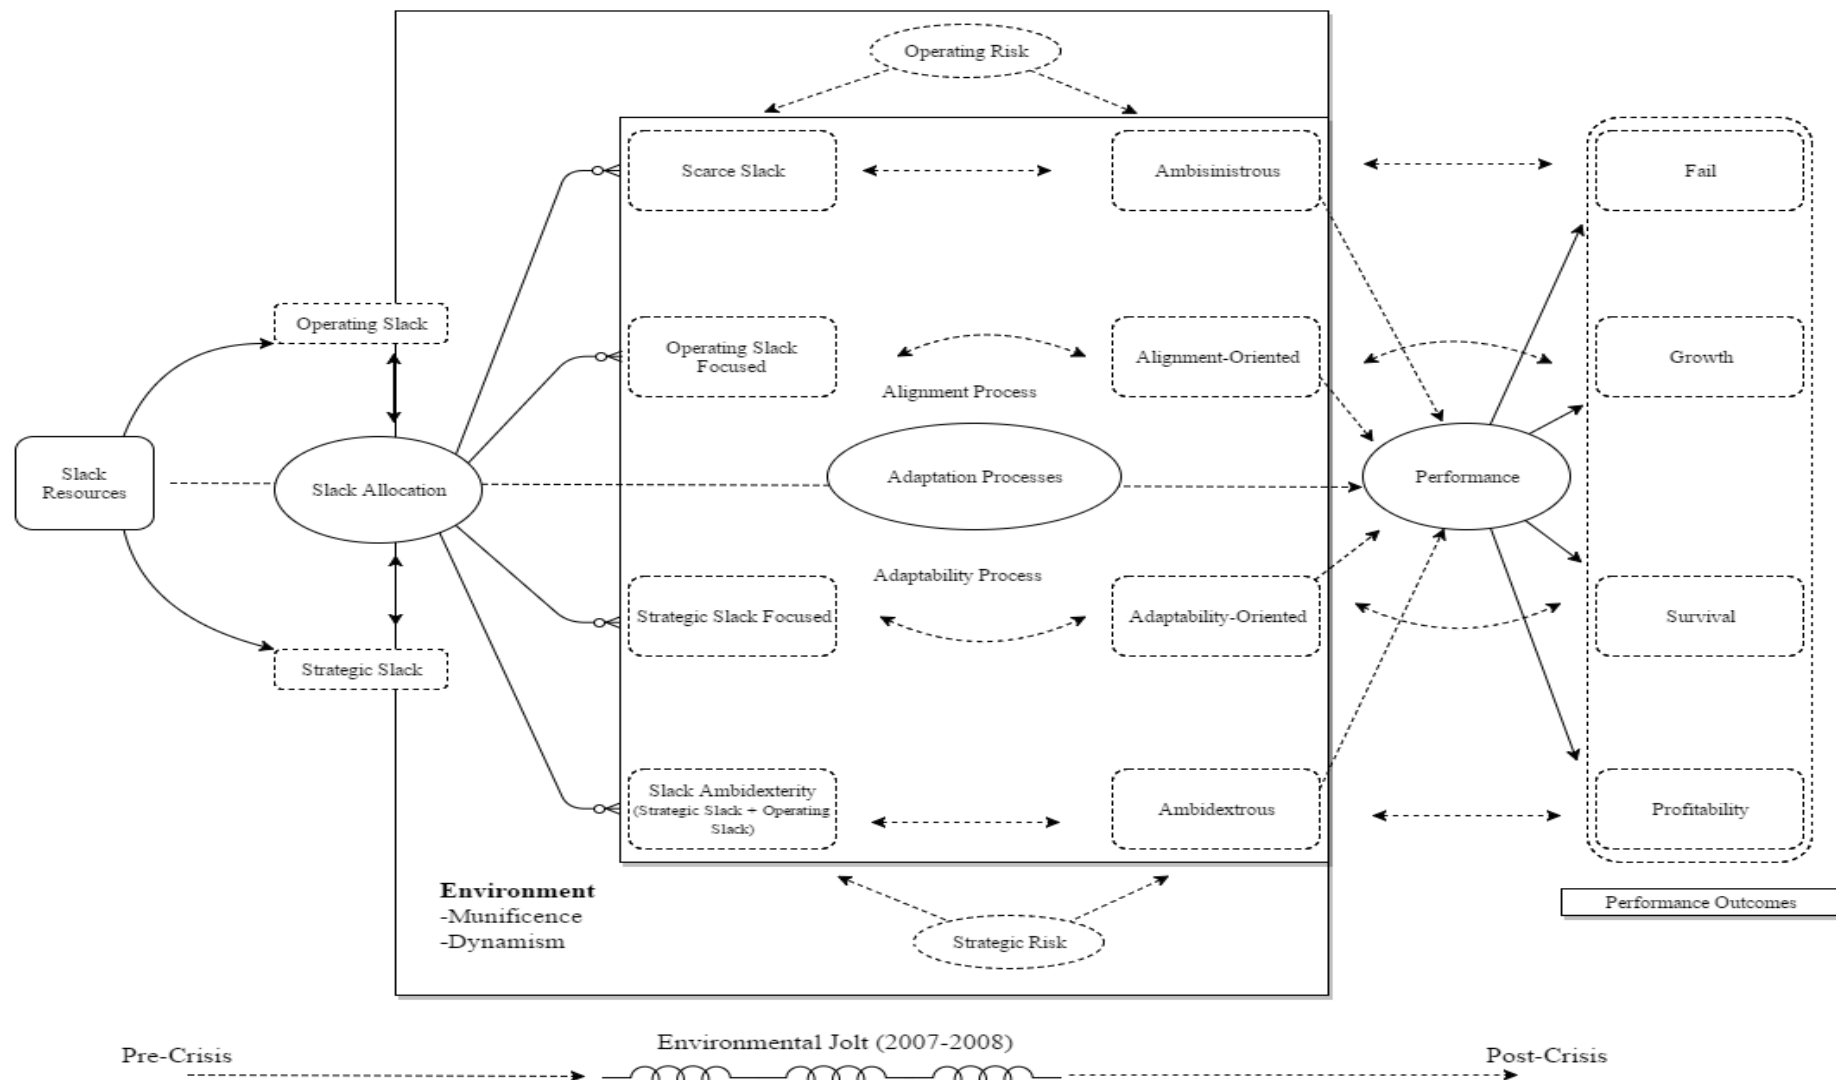 Operating Risk
Scarce Slack
Ambisinistrous
Fail
Operating Slack
Operating Slack
Focused
Alignment-Oriented
Growth
Alignment Process
Slack
Resources
Slack Allocation
Adaptation Processes
Performance
Adaptability Process
Strategic Slack Focused
Adaptability-Oriented
Survival
Strategic Slack
Slack Ambidexterity
(Strategic Slack + Operating
Slack)
Ambidextrous
Profitability
Environment
-Munificence
-Dynamism
Performance Outcomes
Strategic Risk
Environmental Jolt (2007-2008)
Pre-Crisis
Post-Crisis